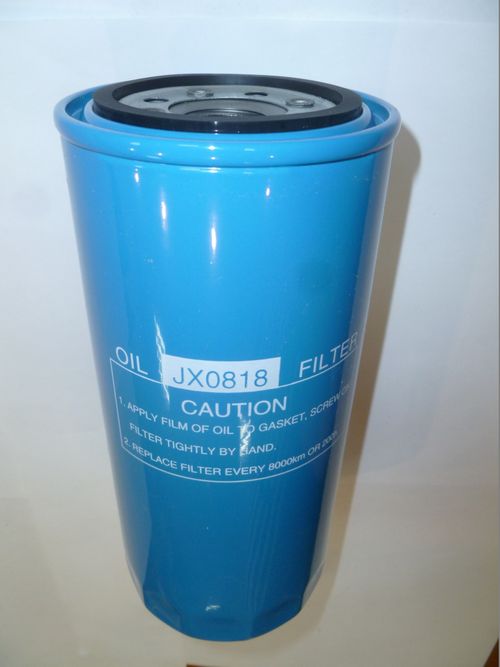 OIL JX0818 FILTER
CAUTION
1. APPLY FILM OF OIL TO GASKET, SCREW
FILTER TIGHTLY BY HAND.
2. REPLACE FILTER EVERY 8000km OR